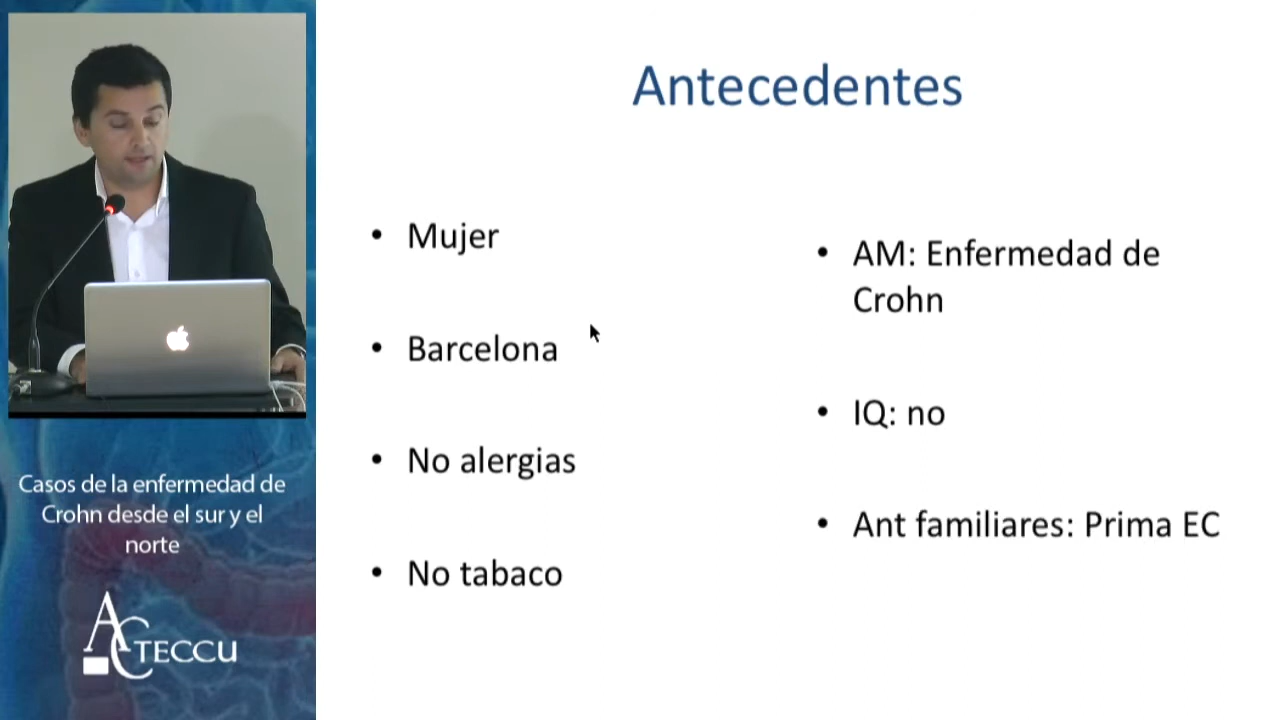 Antecedentes
• Mujer
• Barcelona
• No alergias
• No tabaco
• AM: Enfermedad de
Crohn
• IQ: no
• Ant familiares: Prima EC
Casos de la enfermedad de
Crohn desde el sur y el
norte
ACTECCU